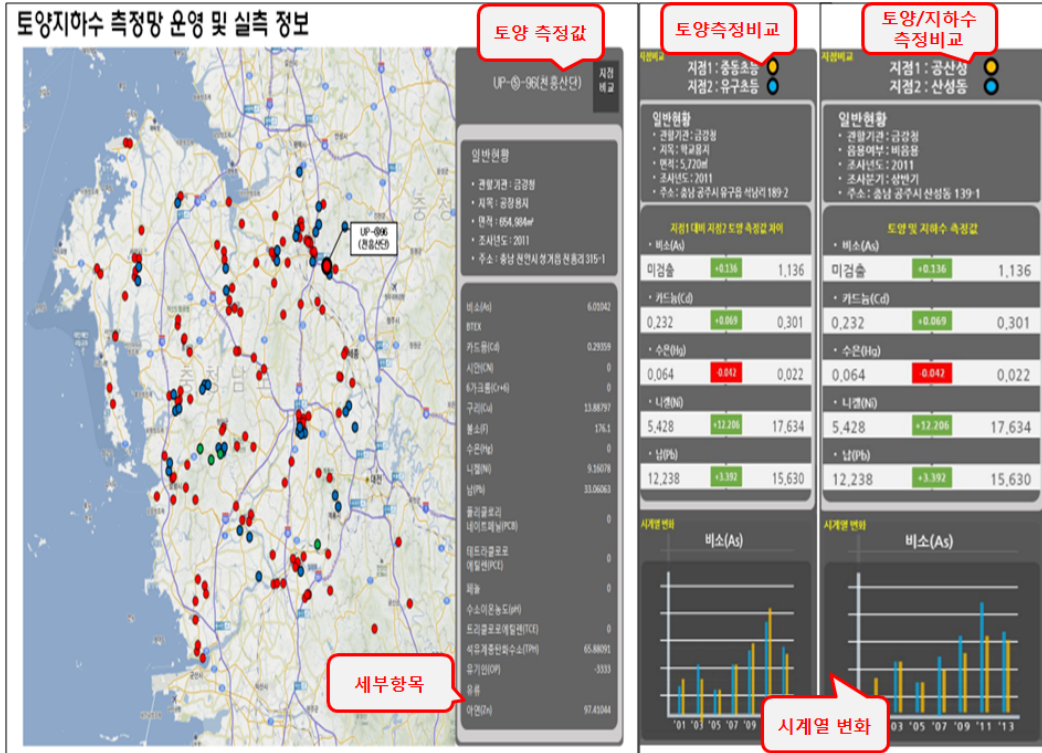 토양지하수 측정망 운영 및 실측 정보
토양 측정값
UP-⑤-96(천흥산단)
지점
비교
일반현황
• 관할기관 : 금강청
• 지목 : 공장용지
• 면적 : 654,984㎡
• 조사년도 : 2011
• 주소 : 충남 천안시 성거읍 천흥리 315-1
UP-⑤96
(천흥산단)
비소(As) 6.01042
BTEX
카드뮴(Cd) 0.29359
시안(CN) 0
6가크롬(Cr+6) 0
구리(Cu) 13.88797
불소(F) 176.1
수은(Hg) 0
니켈(Ni) 9.16078
납(Pb) 33.06063
폴리클로리
네이트페닐(PCB) 0
테트라클로로
에틸렌(PCE) 0
페놀 0
수소이온농도(pH)
트리클로로에틸렌(TCE) 0
석유계총탄화수소(TPH) 65.88091
유기인(OP) -3333
유류
아연(Zn) 97.41044
세부항목
충청남도
대전
세종
토양측정비교
지점비교
지점1 : 중동초등
지점2 : 유구초등
일반현황
• 관할기관 : 금강청
• 지목 : 학교용지
• 면적 : 5,720㎡
• 조사년도 : 2011
• 주소 : 충남 공주시 유구읍 석남리 189-2
지점1 대비 지점2 토양 측정값 차이
• 비소(As)
미검출 +0.136 1,136
• 카드늄(Cd)
0,232 +0.069 0,301
• 수은(Hg)
0,064 -0.042 0,022
• 니켈(Ni)
5,428 +12.206 17,634
• 납(Pb)
12,238 +3.392 15,630
시계열 변화
비소(As)
'01 '03 '05 '07 '09
토양/지하수
측정비교
지점비교
지점1 : 공산성
지점2 : 산성동
일반현황
• 관할기관 : 금강청
• 음용여부 : 비음용
• 조사년도 : 2011
• 조사분기 : 상반기
• 주소 : 충남 공주시 산성동 139-1
토양 및 지하수 측정값
• 비소(As)
미검출 +0.136 1,136
• 카드늄(Cd)
0,232 +0.069 0,301
• 수은(Hg)
0,064 -0.042 0,022
• 니켈(Ni)
5,428 +12.206 17,634
• 납(Pb)
12,238 +3.392 15,630
시계열 변화
비소(As)
'03 '05 '07 '09 '11 '13
시계열 변화